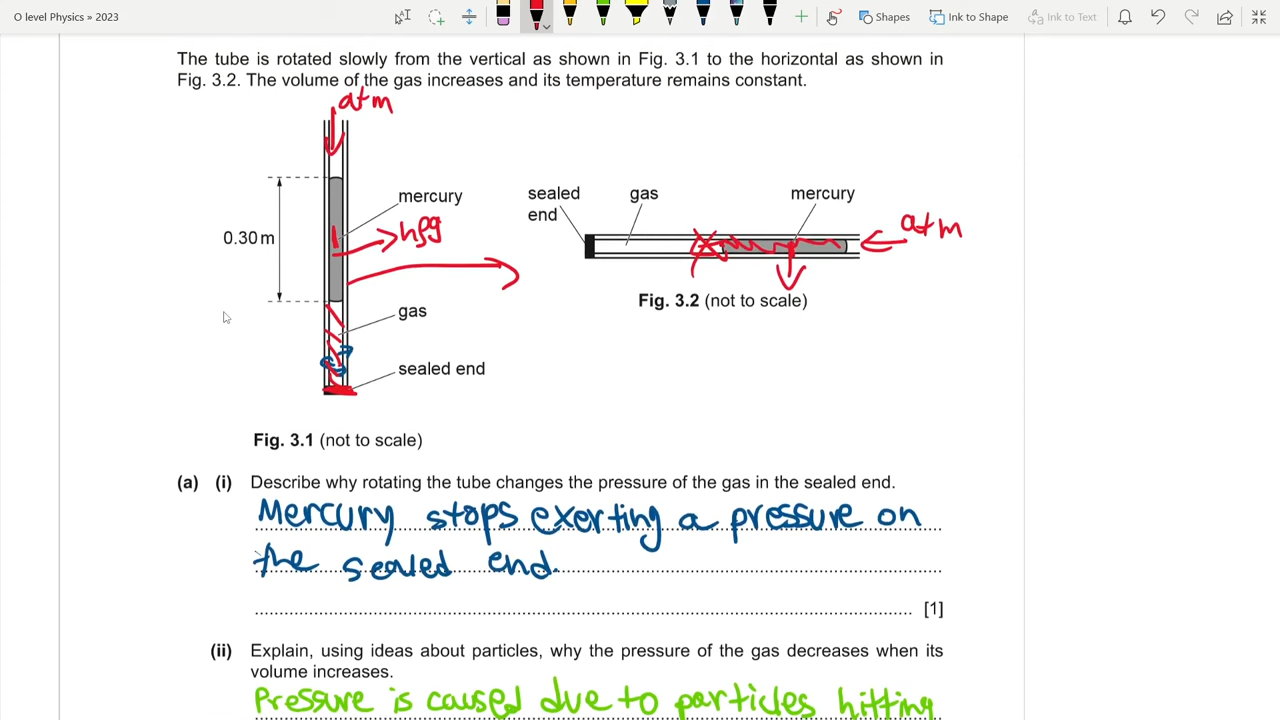 O level Physics » 2023
Shapes
Ink to Shape
Ink to Text
The tube is rotated slowly from the vertical as shown in Fig. 3.1 to the horizontal as shown in
Fig. 3.2. The volume of the gas increases and its temperature remains constant.
atm
mercury
0.30 m
hρg
gas
sealed end
Fig. 3.1 (not to scale)
sealed
end
gas
mercury
atm
Fig. 3.2 (not to scale)
(a) (i) Describe why rotating the tube changes the pressure of the gas in the sealed end.
Mercury stops exerting a pressure on
the sealed end.
[1]
(ii) Explain, using ideas about particles, why the pressure of the gas decreases when its
volume increases.
Pressure is caused due to particles hitting